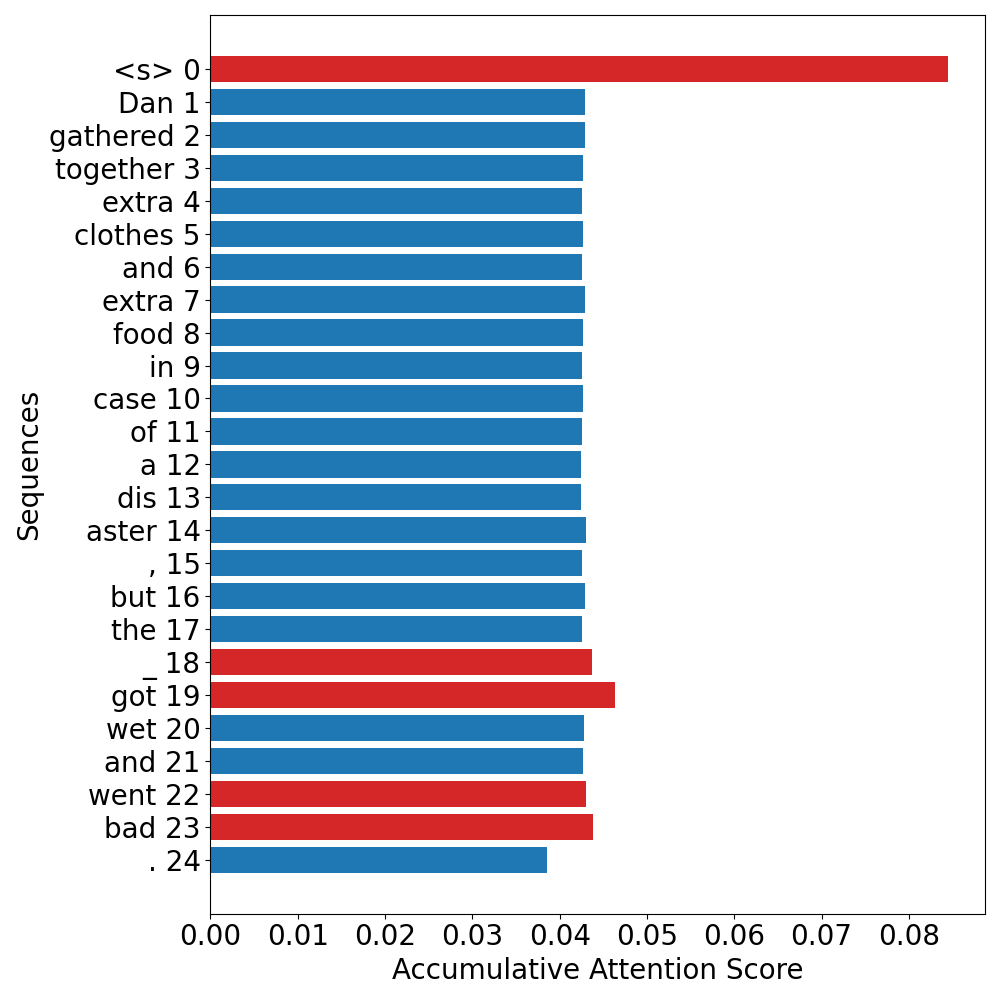 <s> 0
Dan 1
gathered 2
together 3
extra 4
clothes 5
and 6
extra 7
food 8
in 9
case 10
of 11
a 12
dis 13
aster 14
, 15
but 16
the 17
_ 18
got 19
wet 20
and 21
went 22
bad 23
. 24
Sequences
0.00 0.01 0.02 0.03 0.04 0.05 0.06 0.07 0.08
Accumulative Attention Score